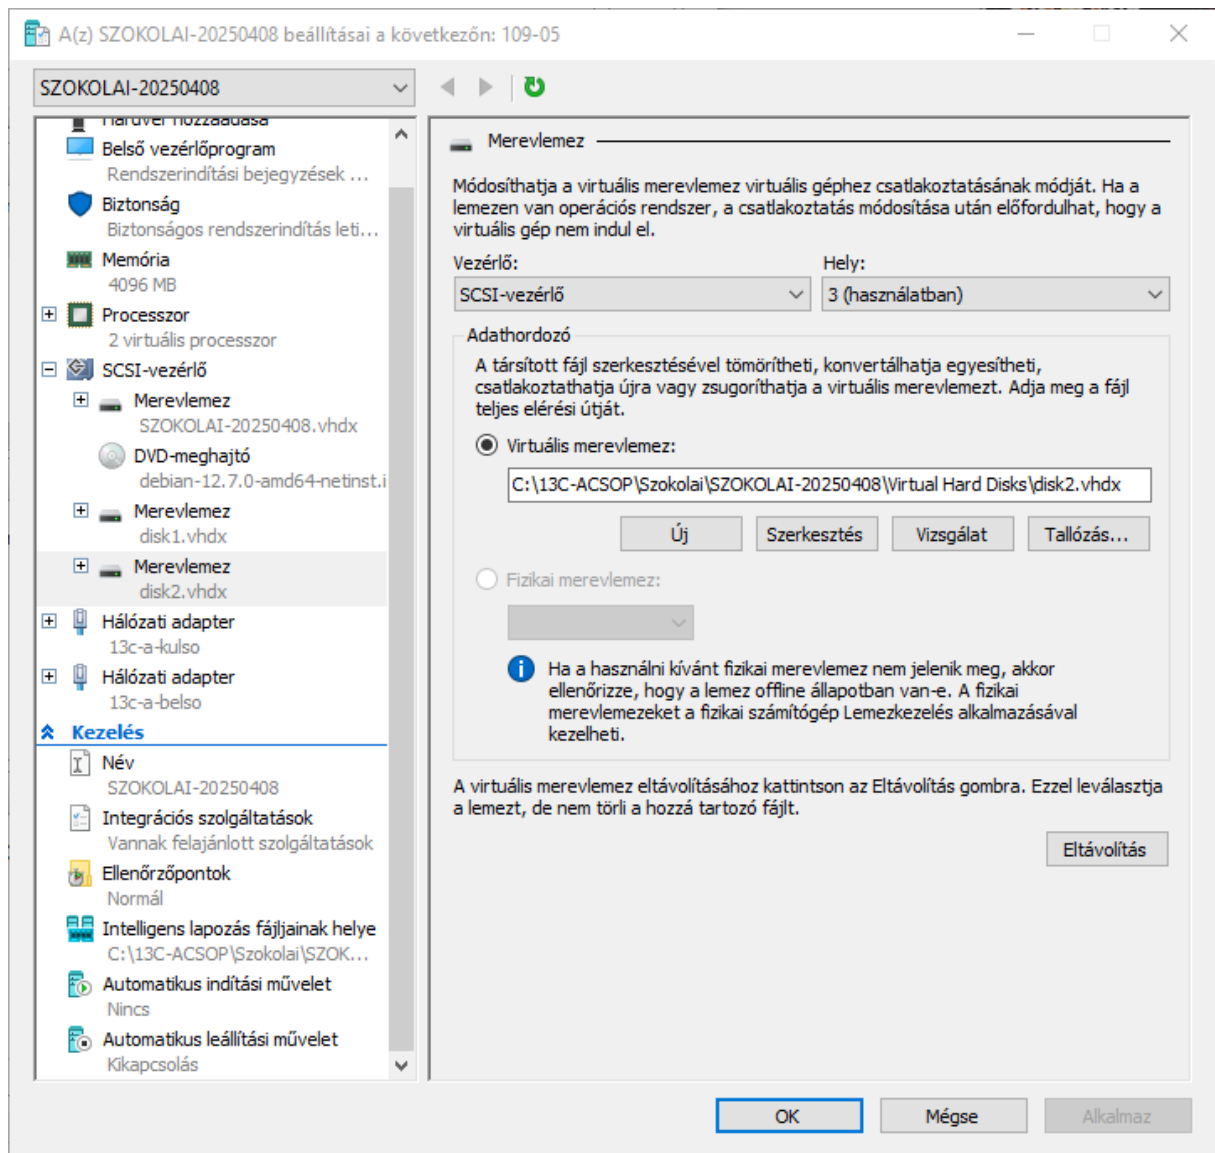 A(z) SZOKOLAI-20250408 beállításai a következőn: 109-05
SZOKOLAI-20250408
Hardver hozzáadása
Belső vezérlőprogram
Rendszerindítási bejegyzések ...
Biztonság
Biztonságos rendszerindítás leti...
Memória
4096 MB
Processzor
2 virtuális processzor
SCSI-vezérlő
Merevlemez
SZOKOLAI-20250408.vhdx
DVD-meghajtó
debian-12.7.0-amd64-netinst.i
Merevlemez
disk1.vhdx
Merevlemez
disk2.vhdx
Hálózati adapter
13c-a-kulso
Hálózati adapter
13c-a-belso
Kezelés
Név
SZOKOLAI-20250408
Integrációs szolgáltatások
Vannak felajánlott szolgáltatások
Ellenőrzőpontok
Normál
Intelligens lapozás fájljainak helye
C:\13C-ACSOP\Szokolai\SZOK...
Automatikus indítási művelet
Nincs
Automatikus leállítási művelet
Kikapcsolás
Merevlemez
Módosíthatja a virtuális merevlemez virtuális géphez csatlakoztatásának módját. Ha a
lemezen van operációs rendszer, a csatlakoztatás módosítása után előfordulhat, hogy a
virtuális gép nem indul el.
Vezérlő:
Hely:
SCSI-vezérlő
3 (használatban)
Adathordozó
A társított fájl szerkesztésével tömörítheti, konvertálhatja egyesítheti,
csatlakoztathatja újra vagy zsugoríthatja a virtuális merevlemezt. Adja meg a fájl
teljes elérési útját.
Virtuális merevlemez:
C:\13C-ACSOP\Szokolai\SZOKOLAI-20250408\Virtual Hard Disks\disk2.vhdx
Új
Szerkesztés
Vizsgálat
Tallózás...
Fizikai merevlemez:
Ha a használni kívánt fizikai merevlemez nem jelenik meg, akkor
ellenőrizze, hogy a lemez offline állapotban van-e. A fizikai
merevlemezeket a fizikai számítógép Lemezkezelés alkalmazásával
kezelheti.
A virtuális merevlemez eltávolításához kattintson az Eltávolítás gombra. Ezzel leválasztja
a lemezt, de nem törli a hozzá tartozó fájlt.
Eltávolítás
OK
Mégse
Alkalmaz